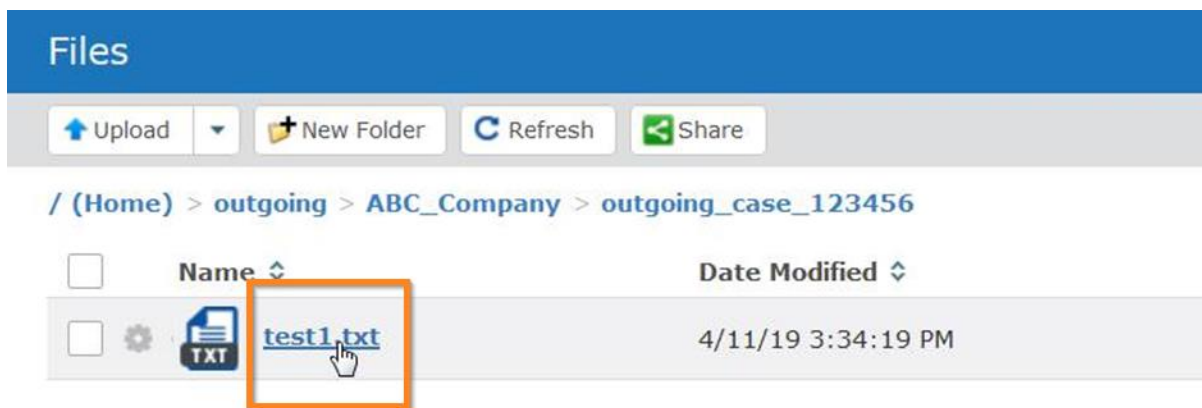 Files
Upload New Folder Refresh Share
/ (Home) > outgoing > ABC_Company > outgoing_case_123456
Name Date Modified
TXT test1.txt 4/11/19 3:34:19 PM